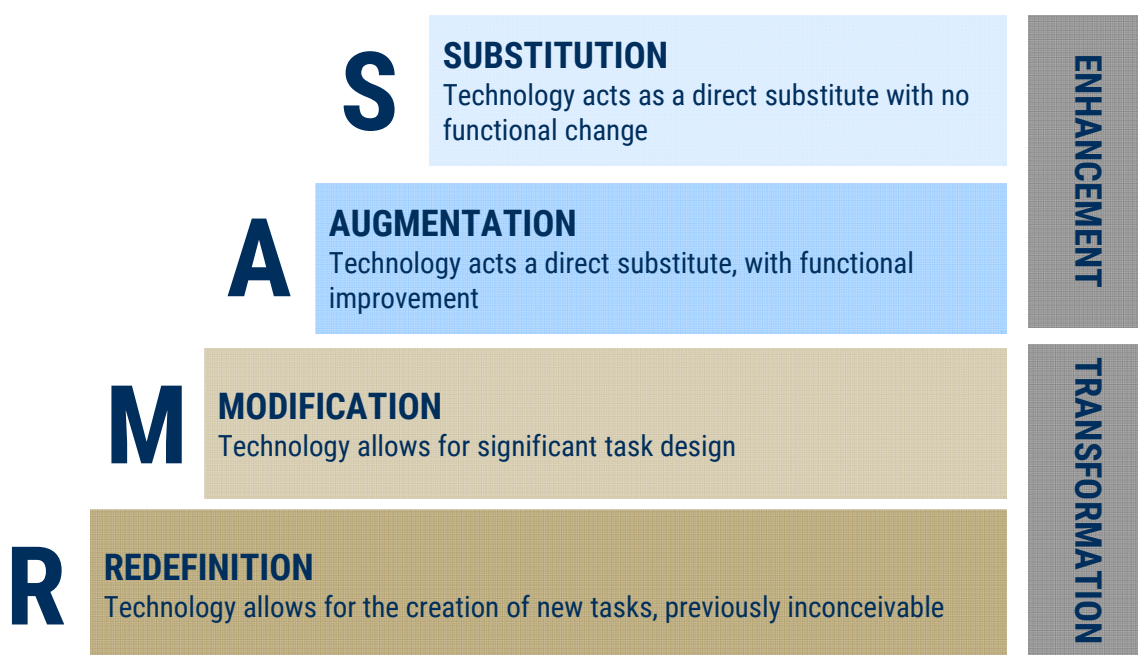 S
SUBSTITUTION
Technology acts as a direct substitute with no
functional change
A
AUGMENTATION
Technology acts a direct substitute, with functional
improvement
ENHANCEMENT
M
MODIFICATION
Technology allows for significant task design
R
REDEFINITION
Technology allows for the creation of new tasks, previously inconceivable
TRANSFORMATION